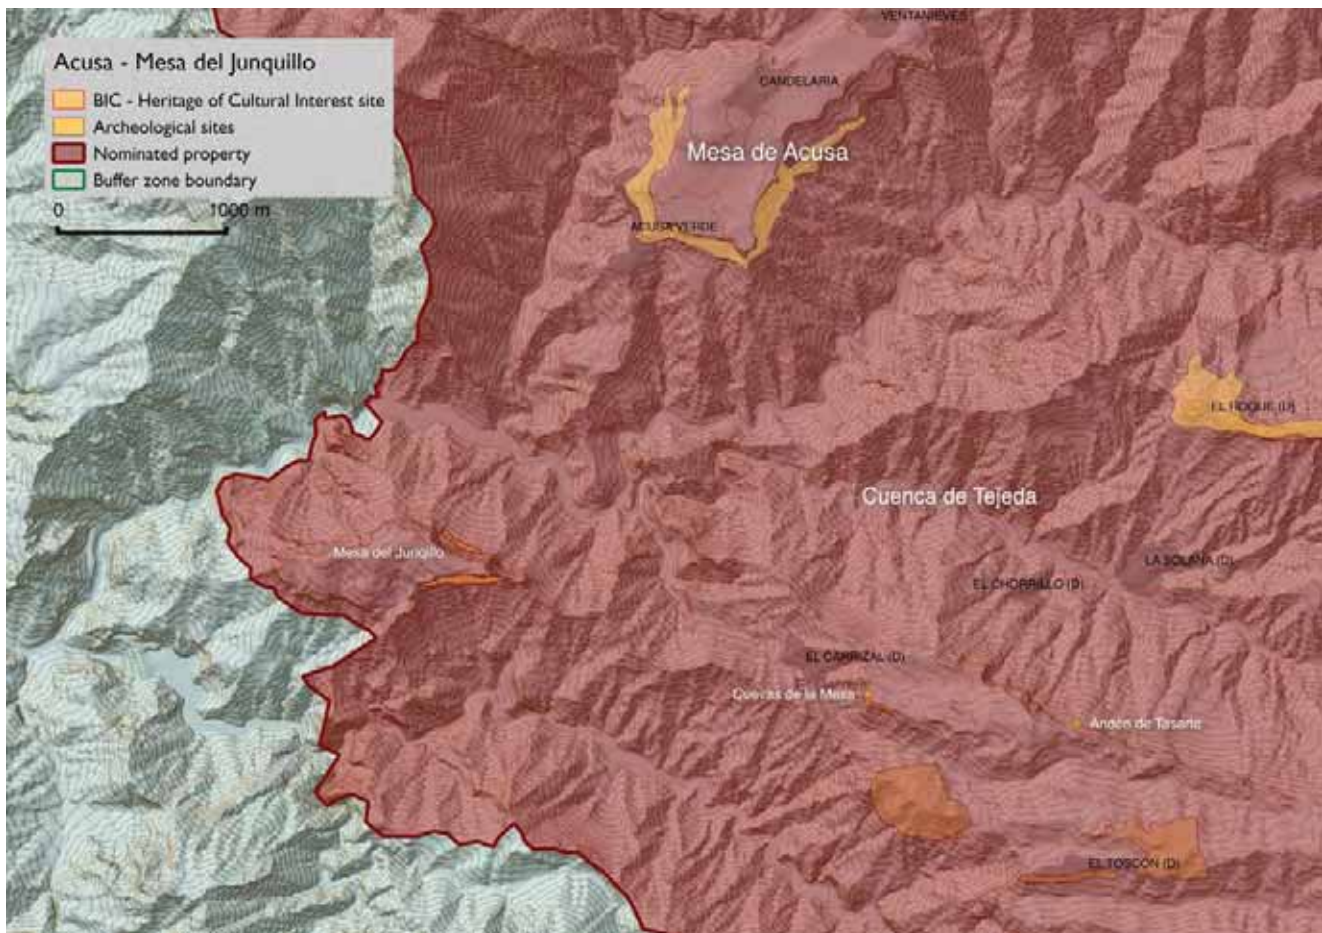 Acusa - Mesa del Junquillo
BIC - Heritage of Cultural Interest site
Archeological sites
Nominated property
Buffer zone boundary
0 1000 m
VENTANIEVES
CANDELARIA
Mesa de Acusa
ACUSA VERDE
EL ROQUE (D)
Cuenca de Tejeda
Mesa del Junqillo
LA SOLANA (D)
EL CHORRILLO (D)
EL CARRIZAL (D)
Cuevas de la Mesa
Andén de Tasarte
EL TOSCON (D)